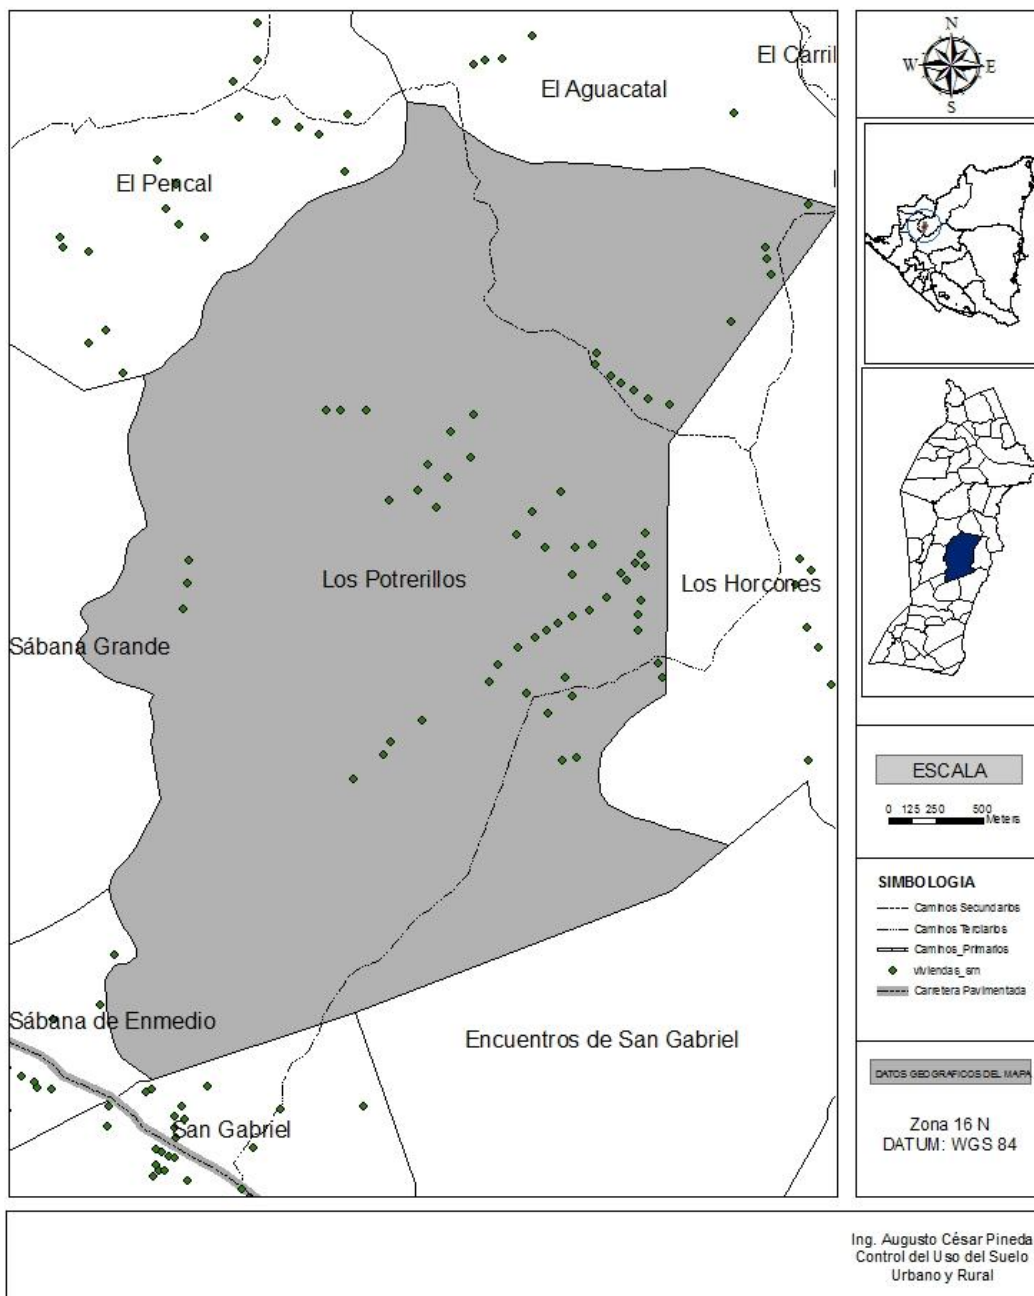 El Carril
El Aguacatal
El Pencal
Los Potrerillos
Los Horcones
Sábana Grande
Sábana de Enmedio
Encuentros de San Gabriel
San Gabriel
N
W E
S
ESCALA
0 125 250 500
Meters
SIMBOLOGIA
Caminos Secundarios
Caminos Terciarios
Caminos_Primarios
viviendas_sm
Carretera Pavimentada
DATOS GEOGRAFICOS DEL MAPA
Zona 16 N
DATUM: WGS 84
Ing. Augusto César Pineda
Control del Uso del Suelo
Urbano y Rural